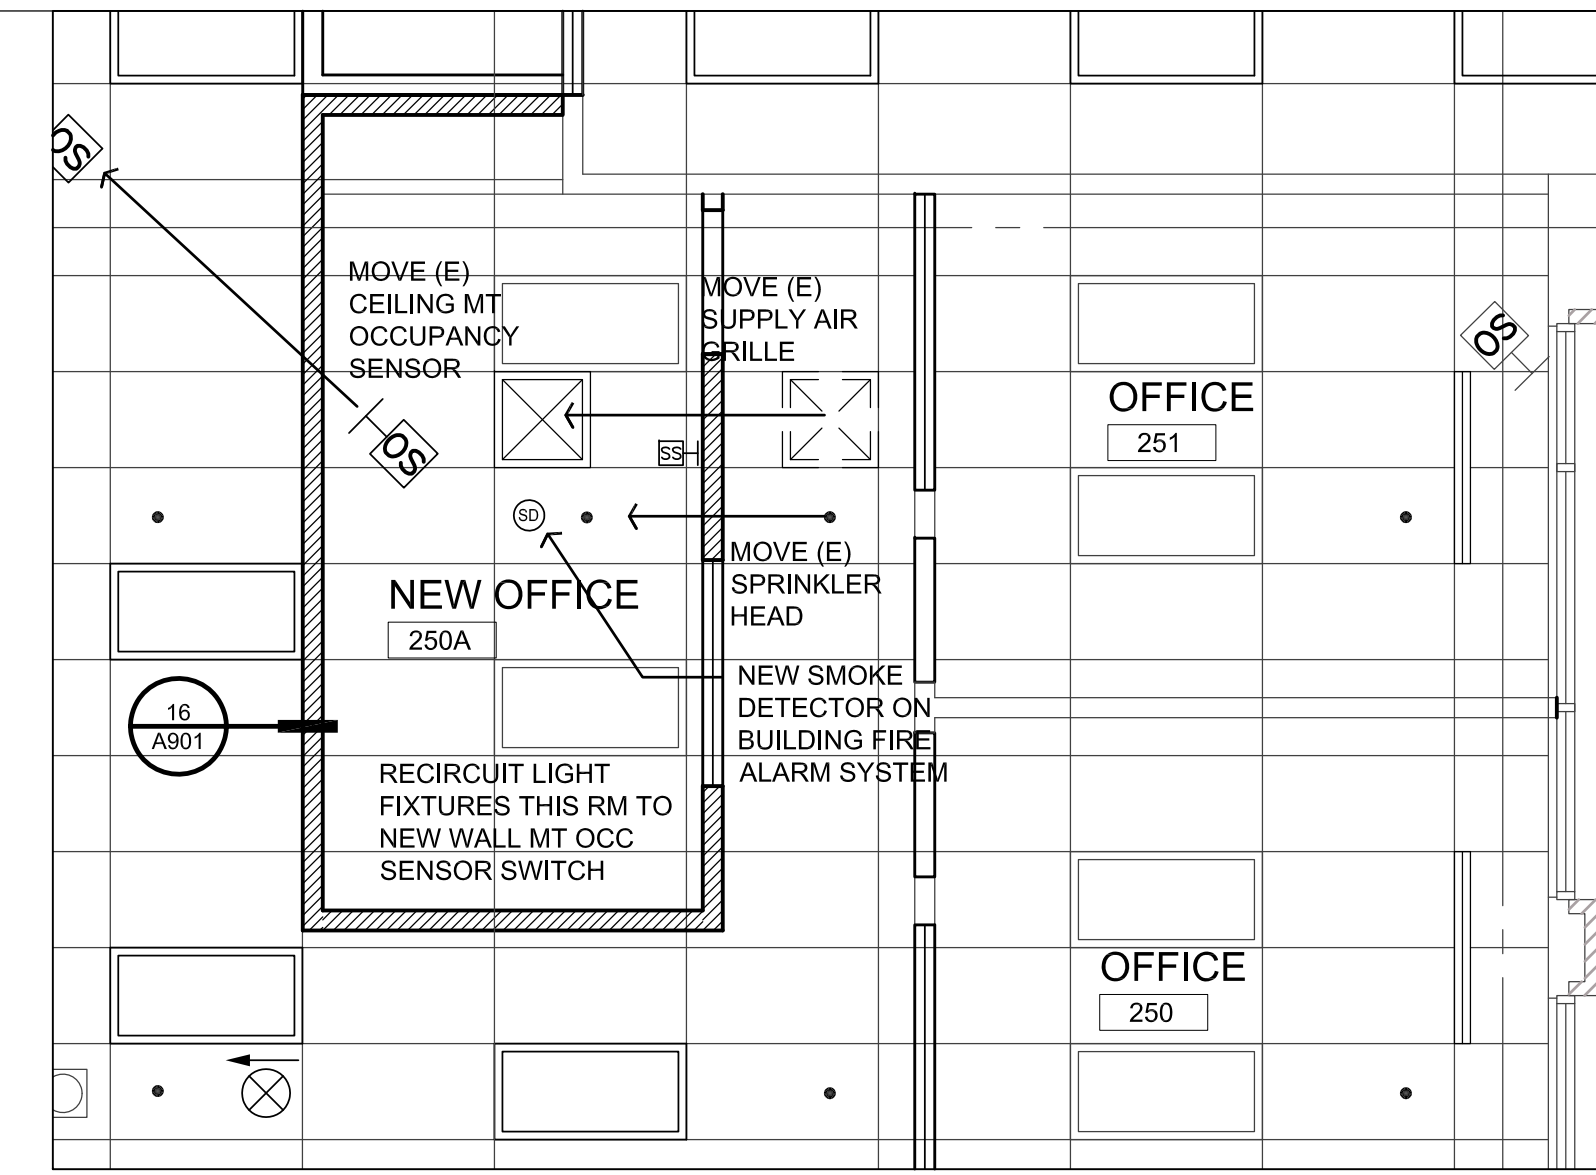 OS
MOVE (E)
CEILING MT
OCCUPANCY
SENSOR
MOVE (E)
SUPPLY AIR
GRILLE
OS
OFFICE
251
OS
SS
SD
MOVE (E)
SPRINKLER
HEAD
NEW OFFICE
250A
NEW SMOKE
DETECTOR ON
BUILDING FIRE
ALARM SYSTEM
16
A901
RECIRCUIT LIGHT
FIXTURES THIS RM TO
NEW WALL MT OCC
SENSOR SWITCH
OFFICE
250